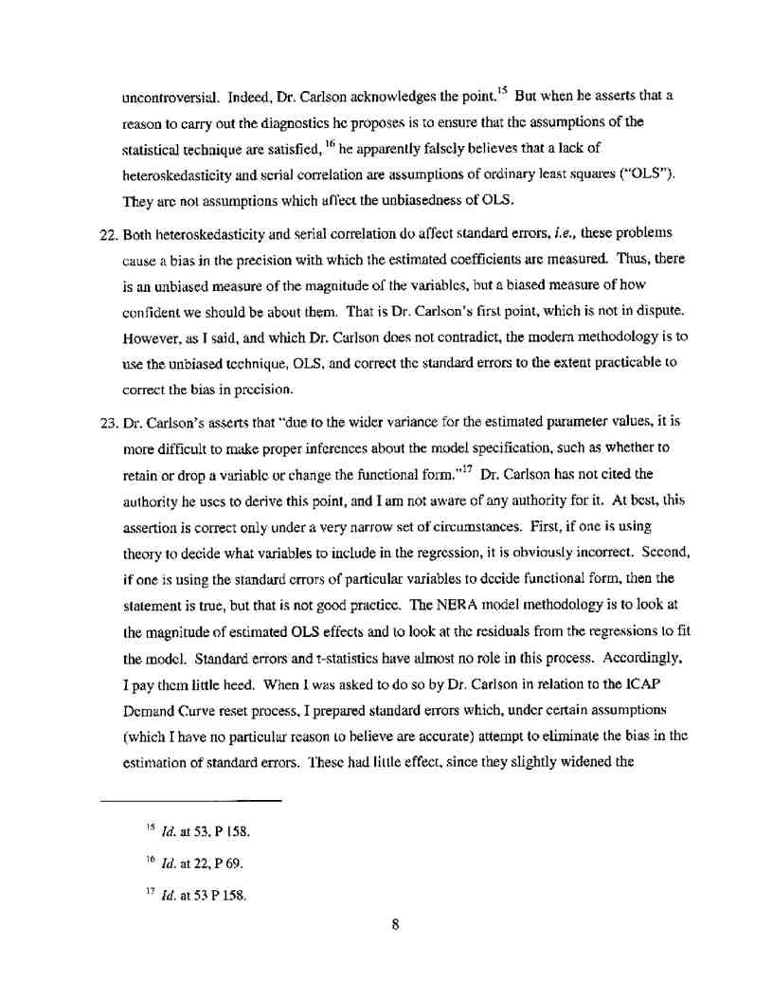 uncontroversial. Indeed, Dr. Carlson acknowledges the point.15 But when he asserts that a
reason to carry out the diagnostics he proposes is to ensure that the assumptions of the
statistical technique are satisfied, 16 he apparently falsely believes that a lack of
heteroskedasticity and serial correlation are assumptions of ordinary least squares (“OLS”).
They are not assumptions which affect the unbiasedness of OLS.
22. Both heteroskedasticity and serial correlation do affect standard errors, i.e., these problems
cause a bias in the precision with which the estimated coefficients are measured. Thus, there
is an unbiased measure of the magnitude of the variables, but a biased measure of how
confident we should be about them. That is Dr. Carlson’s first point, which is not in dispute.
However, as I said, and which Dr. Carlson does not contradict, the modern methodology is to
use the unbiased technique, OLS, and correct the standard errors to the extent practicable to
correct the bias in precision.
23. Dr. Carlson’s asserts that “due to the wider variance for the estimated parameter values, it is
more difficult to make proper inferences about the model specification, such as whether to
retain or drop a variable or change the functional form.”17 Dr. Carlson has not cited the
authority he uses to derive this point, and I am not aware of any authority for it. At best, this
assertion is correct only under a very narrow set of circumstances. First, if one is using
theory to decide what variables to include in the regression, it is obviously incorrect. Second,
if one is using the standard errors of particular variables to decide functional form, then the
statement is true, but that is not good practice. The NERA model methodology is to look at
the magnitude of estimated OLS effects and to look at the residuals from the regressions to fit
the model. Standard errors and t-statistics have almost no role in this process. Accordingly,
I pay them little heed. When I was asked to do so by Dr. Carlson in relation to the ICAP
Demand Curve reset process, I prepared standard errors which, under certain assumptions
(which I have no particular reason to believe are accurate) attempt to eliminate the bias in the
estimation of standard errors. These had little effect, since they slightly widened the
15 Id. at 53, P 158.
16 Id. at 22, P 69.
17 Id. at 53 P 158.
8